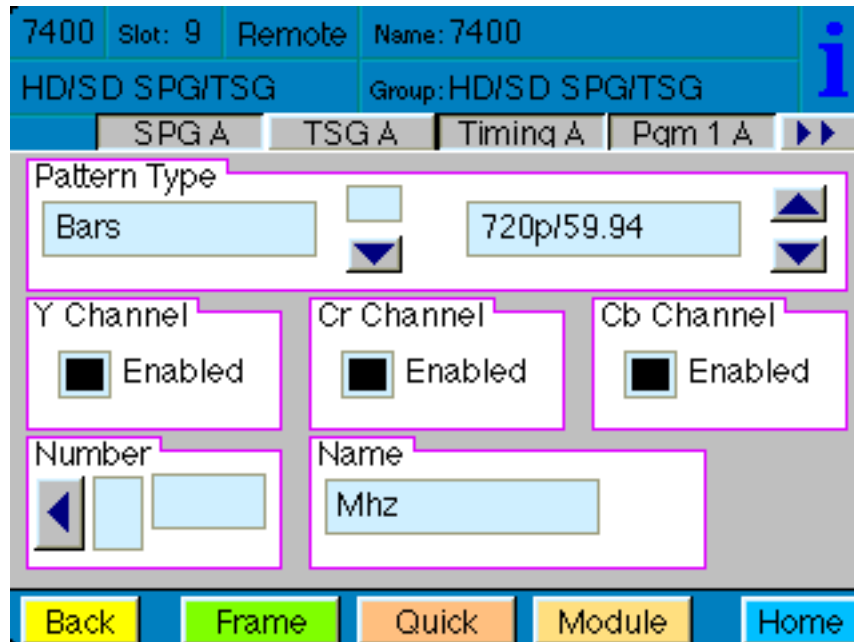 7400 Slot: 9 Remote Name: 7400
HD/SD SPG/TSG Group: HD/SD SPG/TSG
i
SPG A TSG A Timing A Pgm 1 A
Pattern Type
Bars 720p/59.94
Y Channel Cr Channel Cb Channel
Enabled Enabled Enabled
Number Name
Mhz
Back Frame Quick Module Home